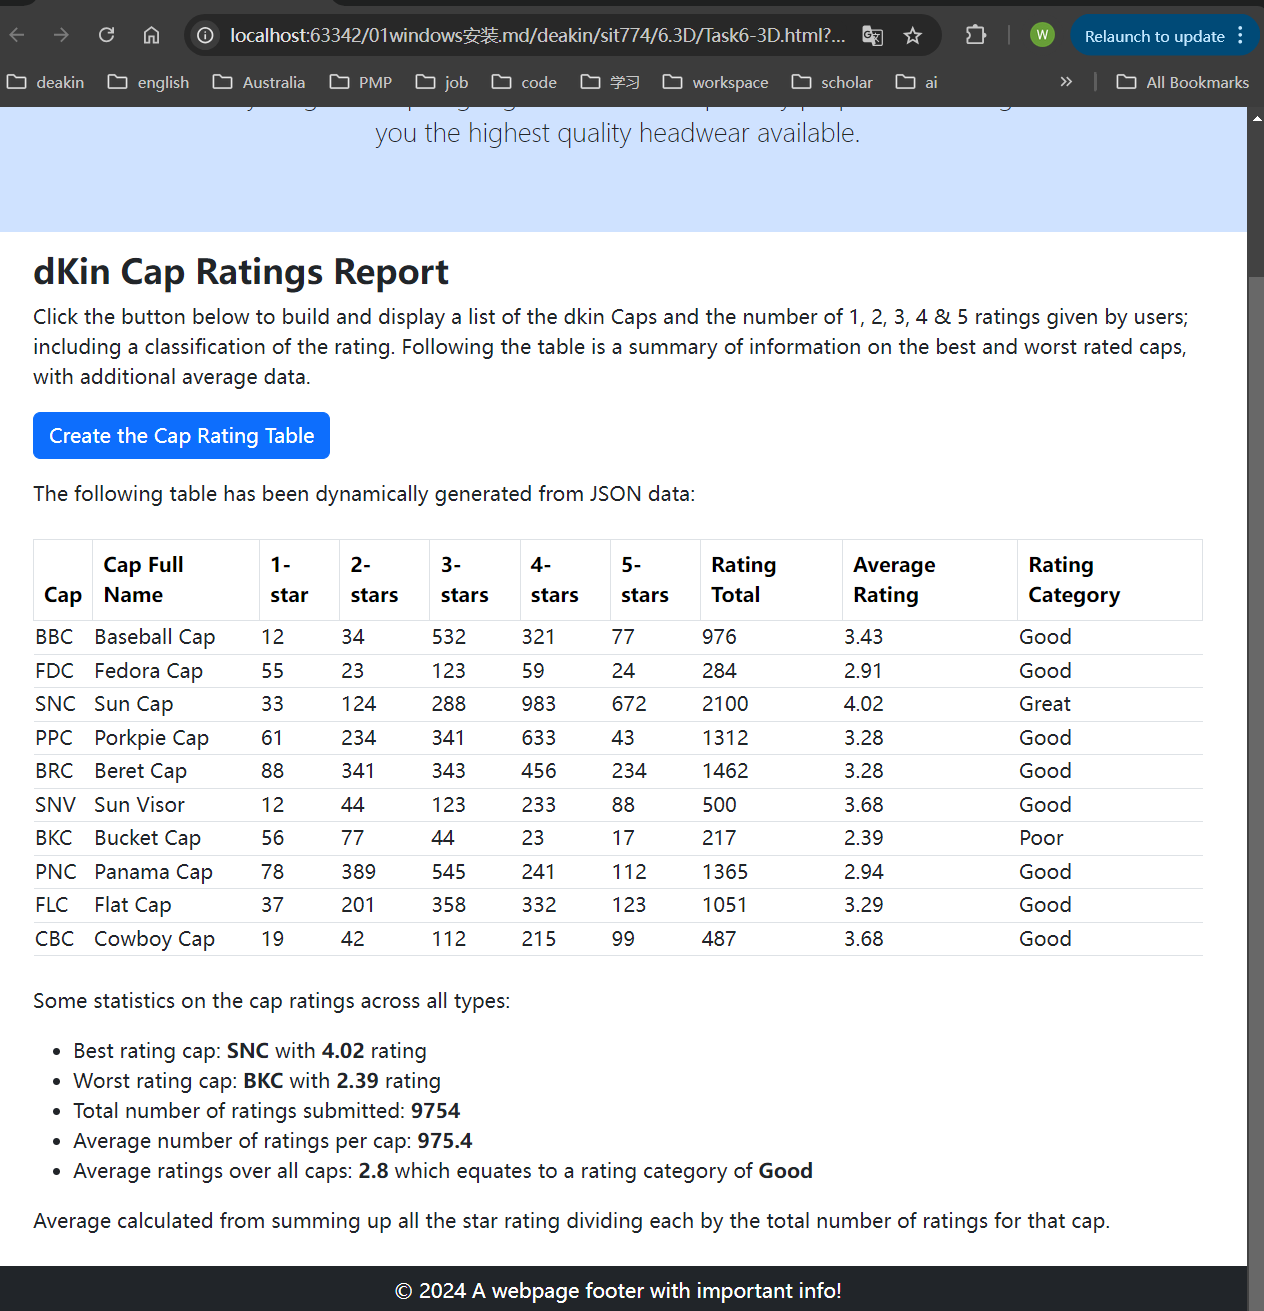 localhost:63342/01windows安装.md/deakin/sit774/6.3D/Task6-3D.html?...
W
Relaunch to update
deakin english Australia PMP job code 学习 workspace scholar ai » All Bookmarks
you the highest quality headwear available.
dKin Cap Ratings Report
Click the button below to build and display a list of the dkin Caps and the number of 1, 2, 3, 4 & 5 ratings given by users;
including a classification of the rating. Following the table is a summary of information on the best and worst rated caps,
with additional average data.
Create the Cap Rating Table
The following table has been dynamically generated from JSON data:
Cap Cap Full Name 1-star 2-stars 3-stars 4-stars 5-stars Rating Total Average Rating Rating Category
BBC Baseball Cap 12 34 532 321 77 976 3.43 Good
FDC Fedora Cap 55 23 123 59 24 284 2.91 Good
SNC Sun Cap 33 124 288 983 672 2100 4.02 Great
PPC Porkpie Cap 61 234 341 633 43 1312 3.28 Good
BRC Beret Cap 88 341 343 456 234 1462 3.28 Good
SNV Sun Visor 12 44 123 233 88 500 3.68 Good
BKC Bucket Cap 56 77 44 23 17 217 2.39 Poor
PNC Panama Cap 78 389 545 241 112 1365 2.94 Good
FLC Flat Cap 37 201 358 332 123 1051 3.29 Good
CBC Cowboy Cap 19 42 112 215 99 487 3.68 Good
Some statistics on the cap ratings across all types:
• Best rating cap: SNC with 4.02 rating
• Worst rating cap: BKC with 2.39 rating
• Total number of ratings submitted: 9754
• Average number of ratings per cap: 975.4
• Average ratings over all caps: 2.8 which equates to a rating category of Good
Average calculated from summing up all the star rating dividing each by the total number of ratings for that cap.
© 2024 A webpage footer with important info!